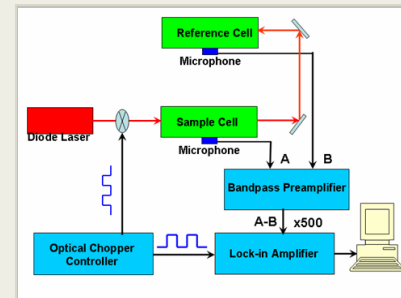 Reference Cell
Microphone
Diode Laser
Sample Cell
Microphone
A
B
Bandpass Preamplifier
A-B
x500
Optical Chopper
Controller
Lock-in Amplifier